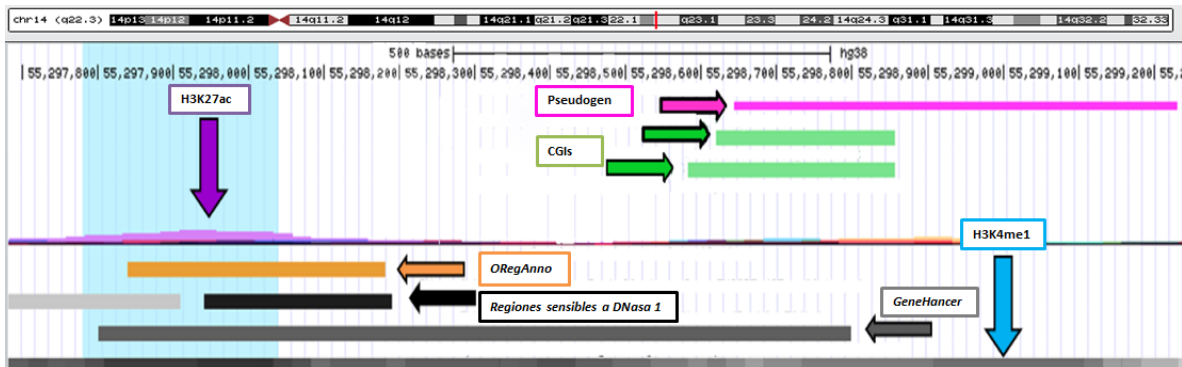 chr14 (q22.3) 14p13 14p12 14p11.2 14q11.2 14q12 14q21.1 q21.2 q21.3 22.1 q23.1 23.3 24.2 14q24.3 q31.1 14q31.3 14q32.2 32.33
500 bases hg38
55,297,800 55,297,900 55,298,000 55,298,100 55,298,200 55,298,300 55,298,400 55,298,500 55,298,600 55,298,700 55,298,800 55,298,900 55,299,000 55,299,100 55,299,200
H3K27ac
Pseudogen
CGIs
H3K4me1
ORegAnno
Regiones sensibles a DNasa 1
GeneHancer